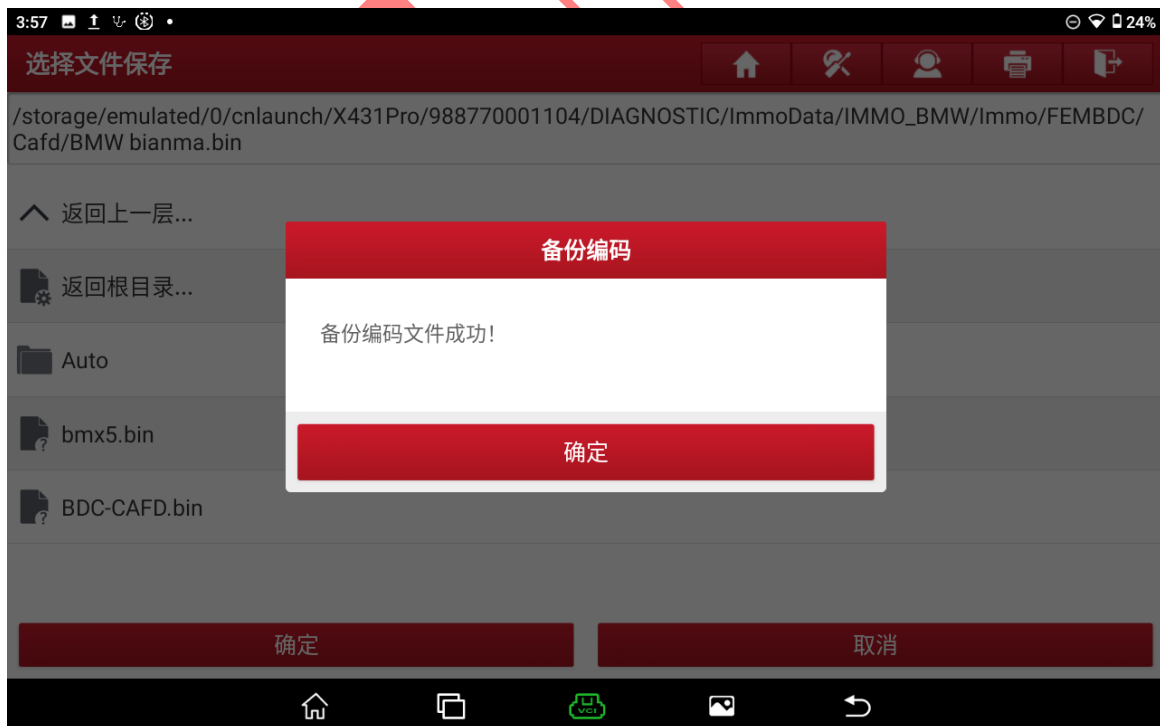 3:57
24%
选择文件保存
/storage/emulated/0/cnlaunch/X431Pro/988770001104/DIAGNOSTIC/ImmoData/IMMO_BMW/Immo/FEMBDC/
Cafd/BMW bianma.bin
返回上一层...
备份编码
返回根目录...
备份编码文件成功!
Auto
bmx5.bin
确定
BDC-CAFD.bin
确定
取消
VCI